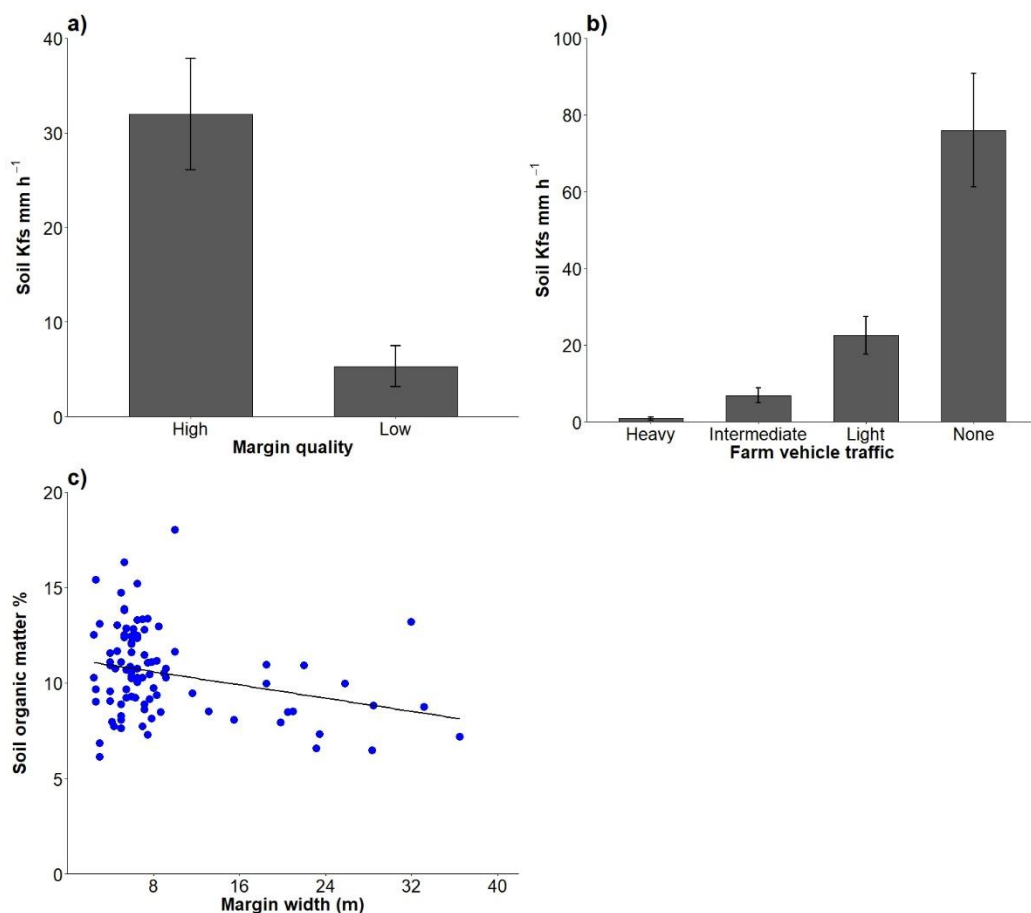 a)
Soil Kfs mm h⁻¹
40
30
20
10
0
High Low
Margin quality
b)
Soil Kfs mm h⁻¹
100
80
60
40
20
0
Heavy Intermediate Light None
Farm vehicle traffic
c)
Soil organic matter %
20
15
10
5
0
8 16 24 32 40
Margin width (m)